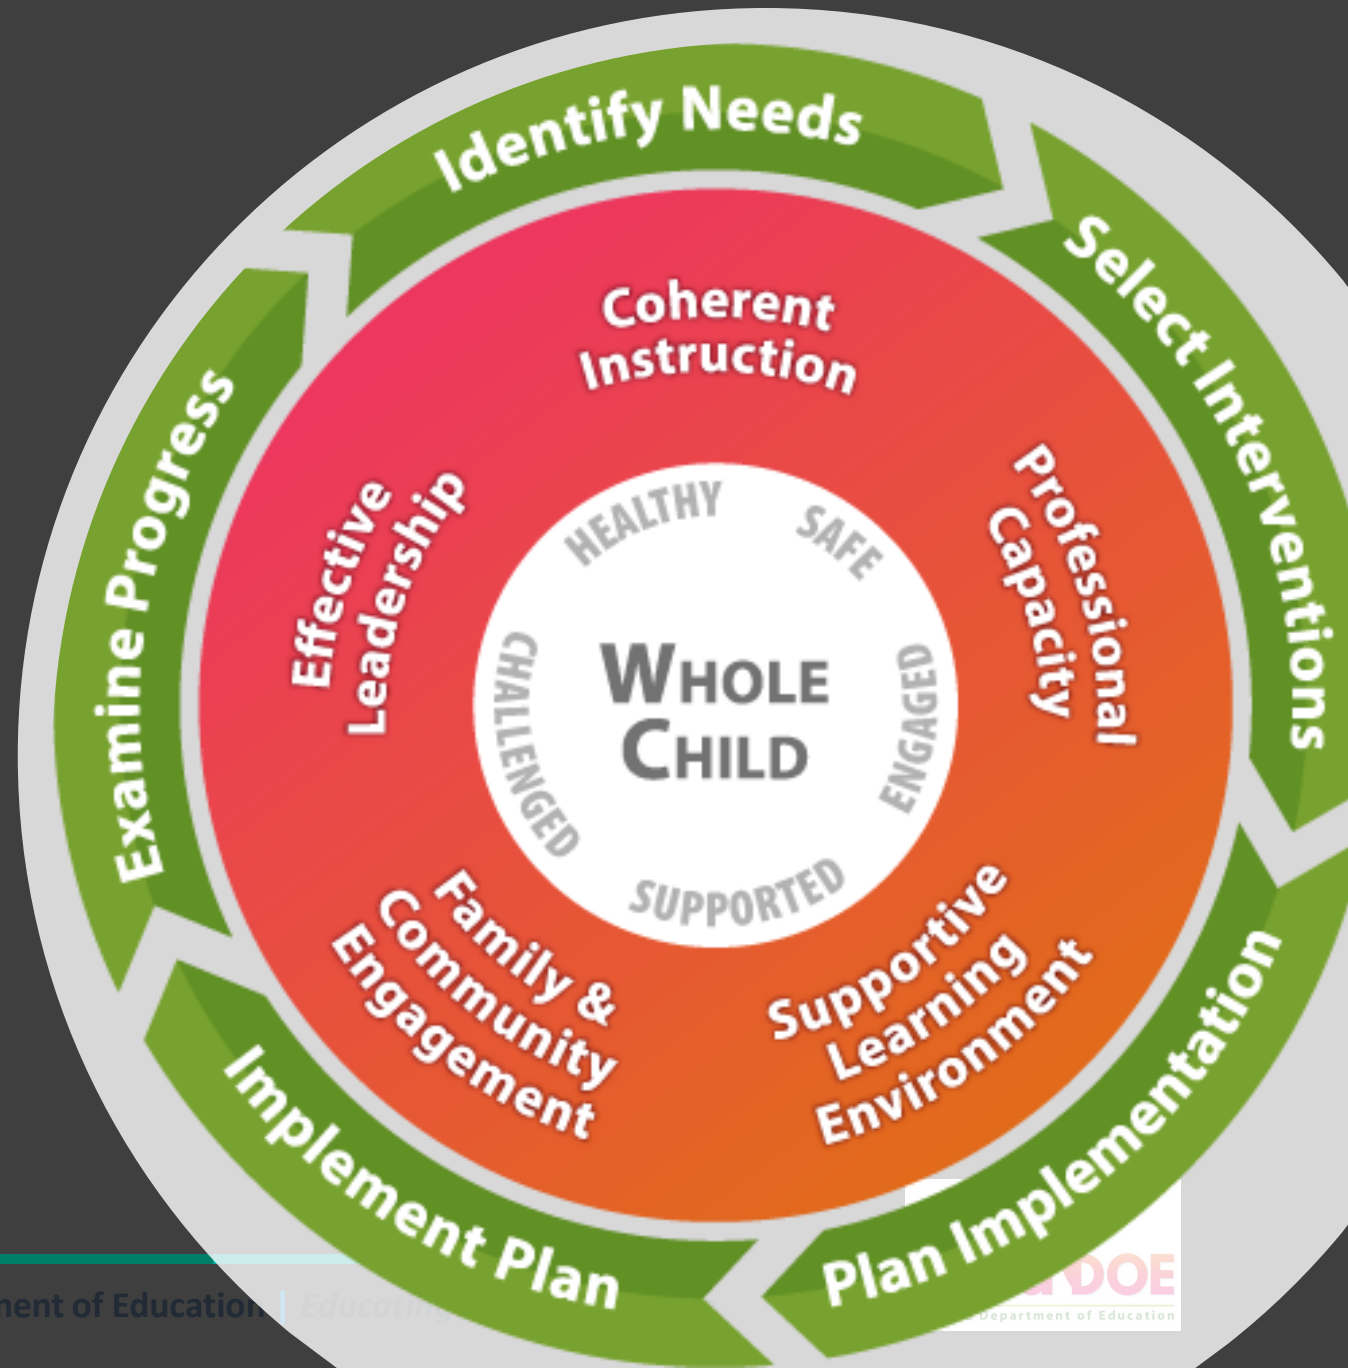 Identify Needs
Select Interventions
Plan Implementation
Implement Plan
Examine Progress
Coherent
Instruction
Professional
Capacity
Supportive
Learning
Environment
Family &
Community
Engagement
Effective
Leadership
HEALTHY
SAFE
ENGAGED
SUPPORTED
CHALLENGED
WHOLE
CHILD
of Education | Educating
DOE
Department of Education